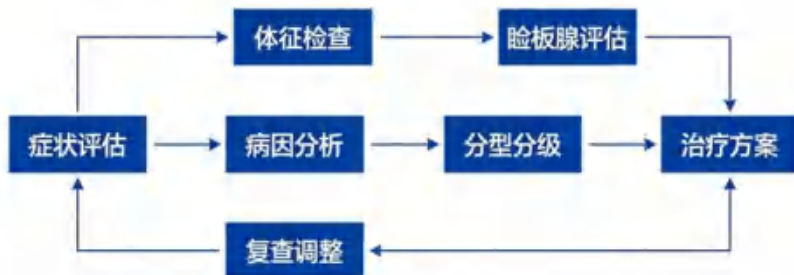 体征检查
睑板腺评估
症状评估
病因分析
分型分级
治疗方案
复查调整